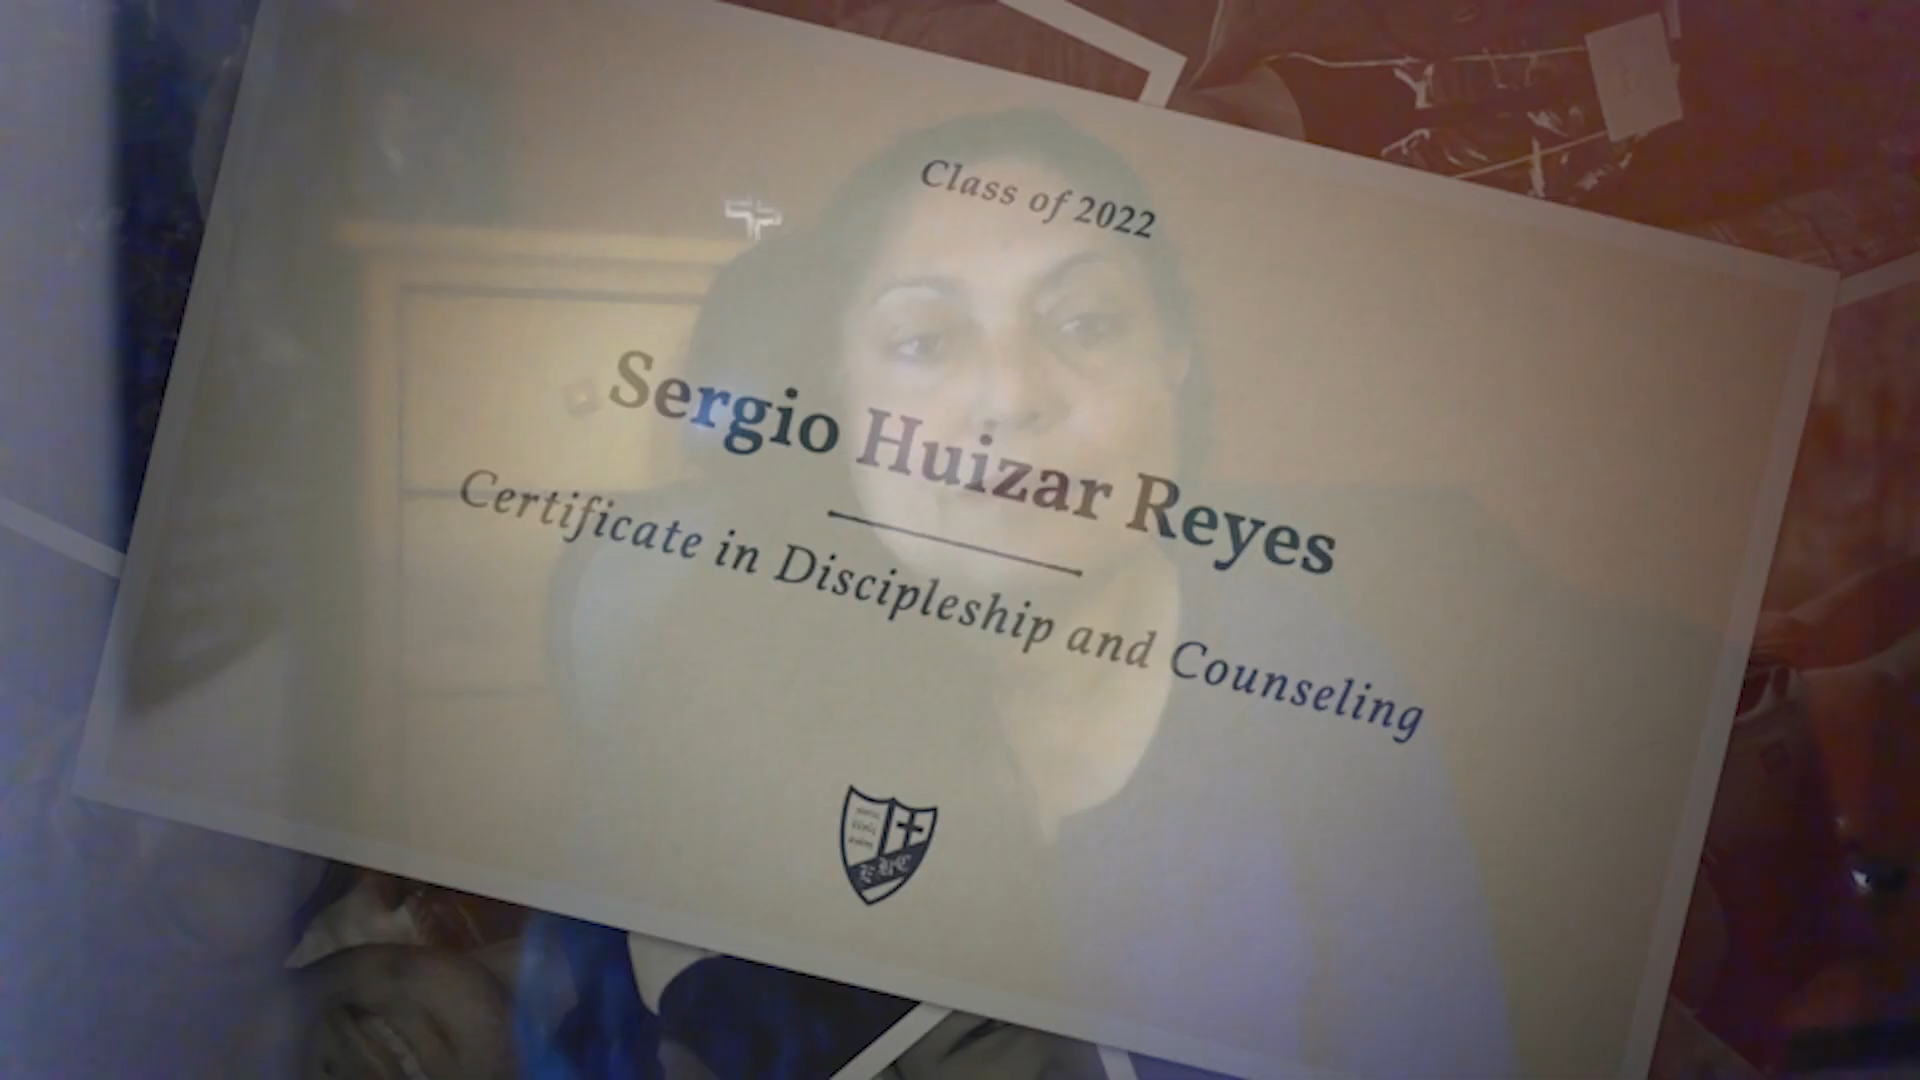 Class of 2022
Sergio Huizar Reyes
Certificate in Discipleship and Counseling